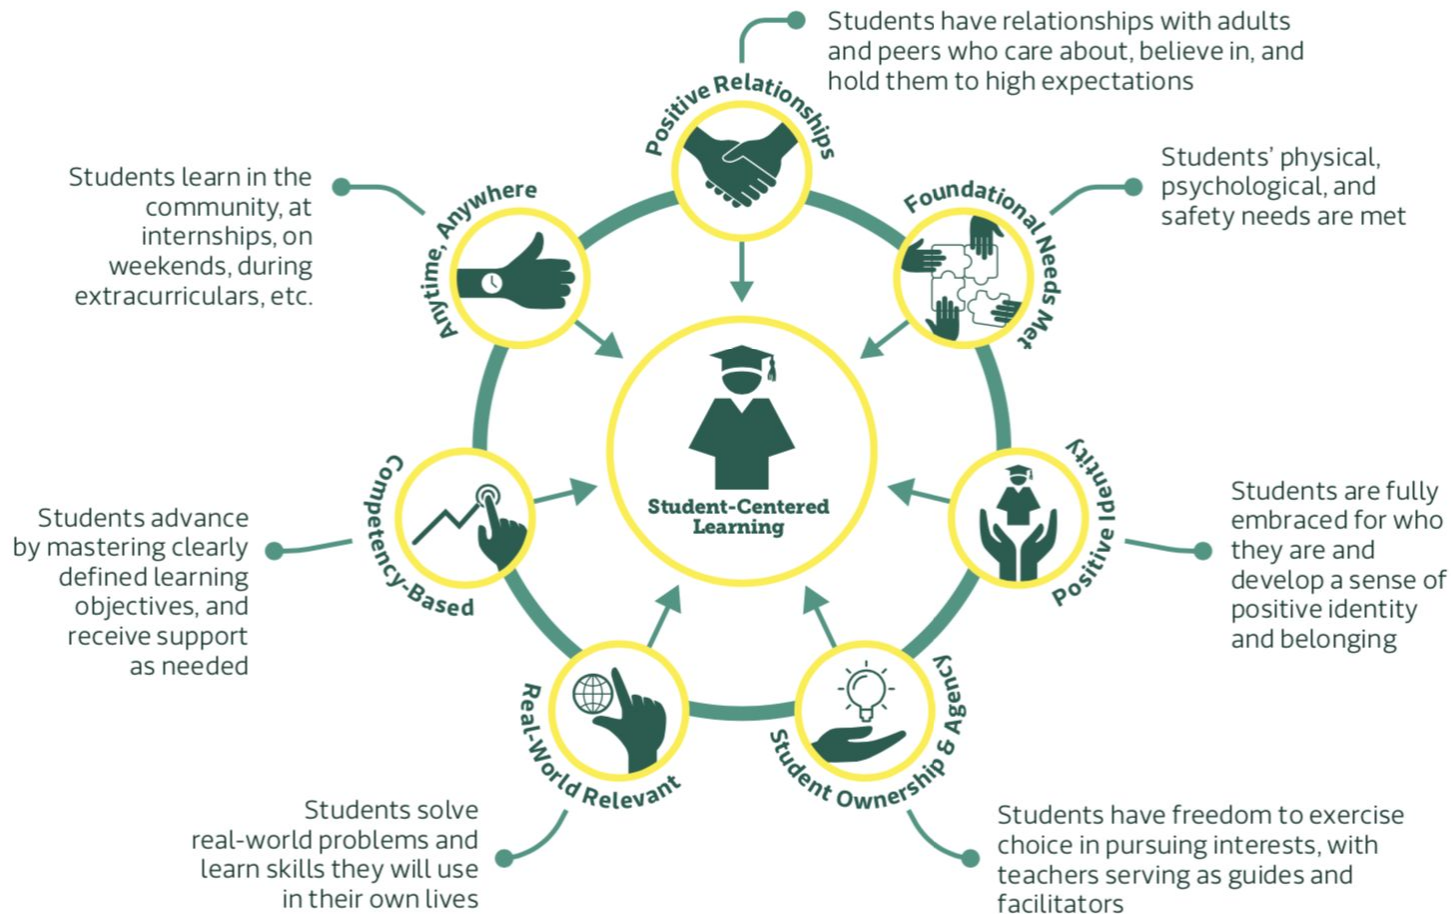 Positive Relationships
Students have relationships with adults
and peers who care about, believe in, and
hold them to high expectations
Foundational Needs Met
Students’ physical,
psychological, and
safety needs are met
Positive Identity
Students are fully
embraced for who
they are and
develop a sense of
positive identity
and belonging
Student Ownership & Agency
Students have freedom to exercise
choice in pursuing interests, with
teachers serving as guides and
facilitators
Real-World Relevant
Students solve
real-world problems and
learn skills they will use
in their own lives
Competency-Based
Students advance
by mastering clearly
defined learning
objectives, and
receive support
as needed
Anytime, Anywhere
Students learn in the
community, at
internships, on
weekends, during
extracurriculars, etc.
Student-Centered
Learning